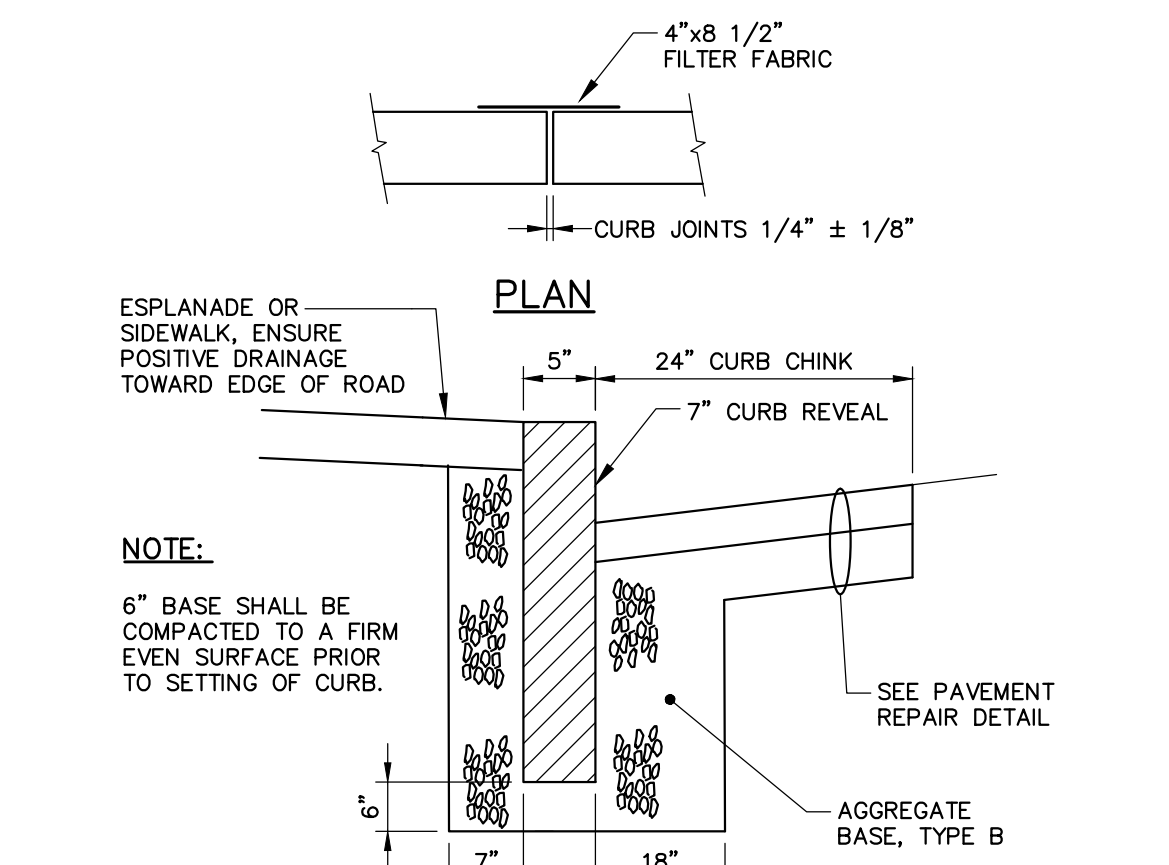 4"x8 1/2"
FILTER FABRIC
CURB JOINTS 1/4" ± 1/8"
PLAN
ESPLANADE OR
SIDEWALK, ENSURE
POSITIVE DRAINAGE
TOWARD EDGE OF ROAD
5"
24" CURB CHINK
7" CURB REVEAL
NOTE:
6" BASE SHALL BE
COMPACTED TO A FIRM
EVEN SURFACE PRIOR
TO SETTING OF CURB.
SEE PAVEMENT
REPAIR DETAIL
6"
AGGREGATE
BASE, TYPE B
7"
18"